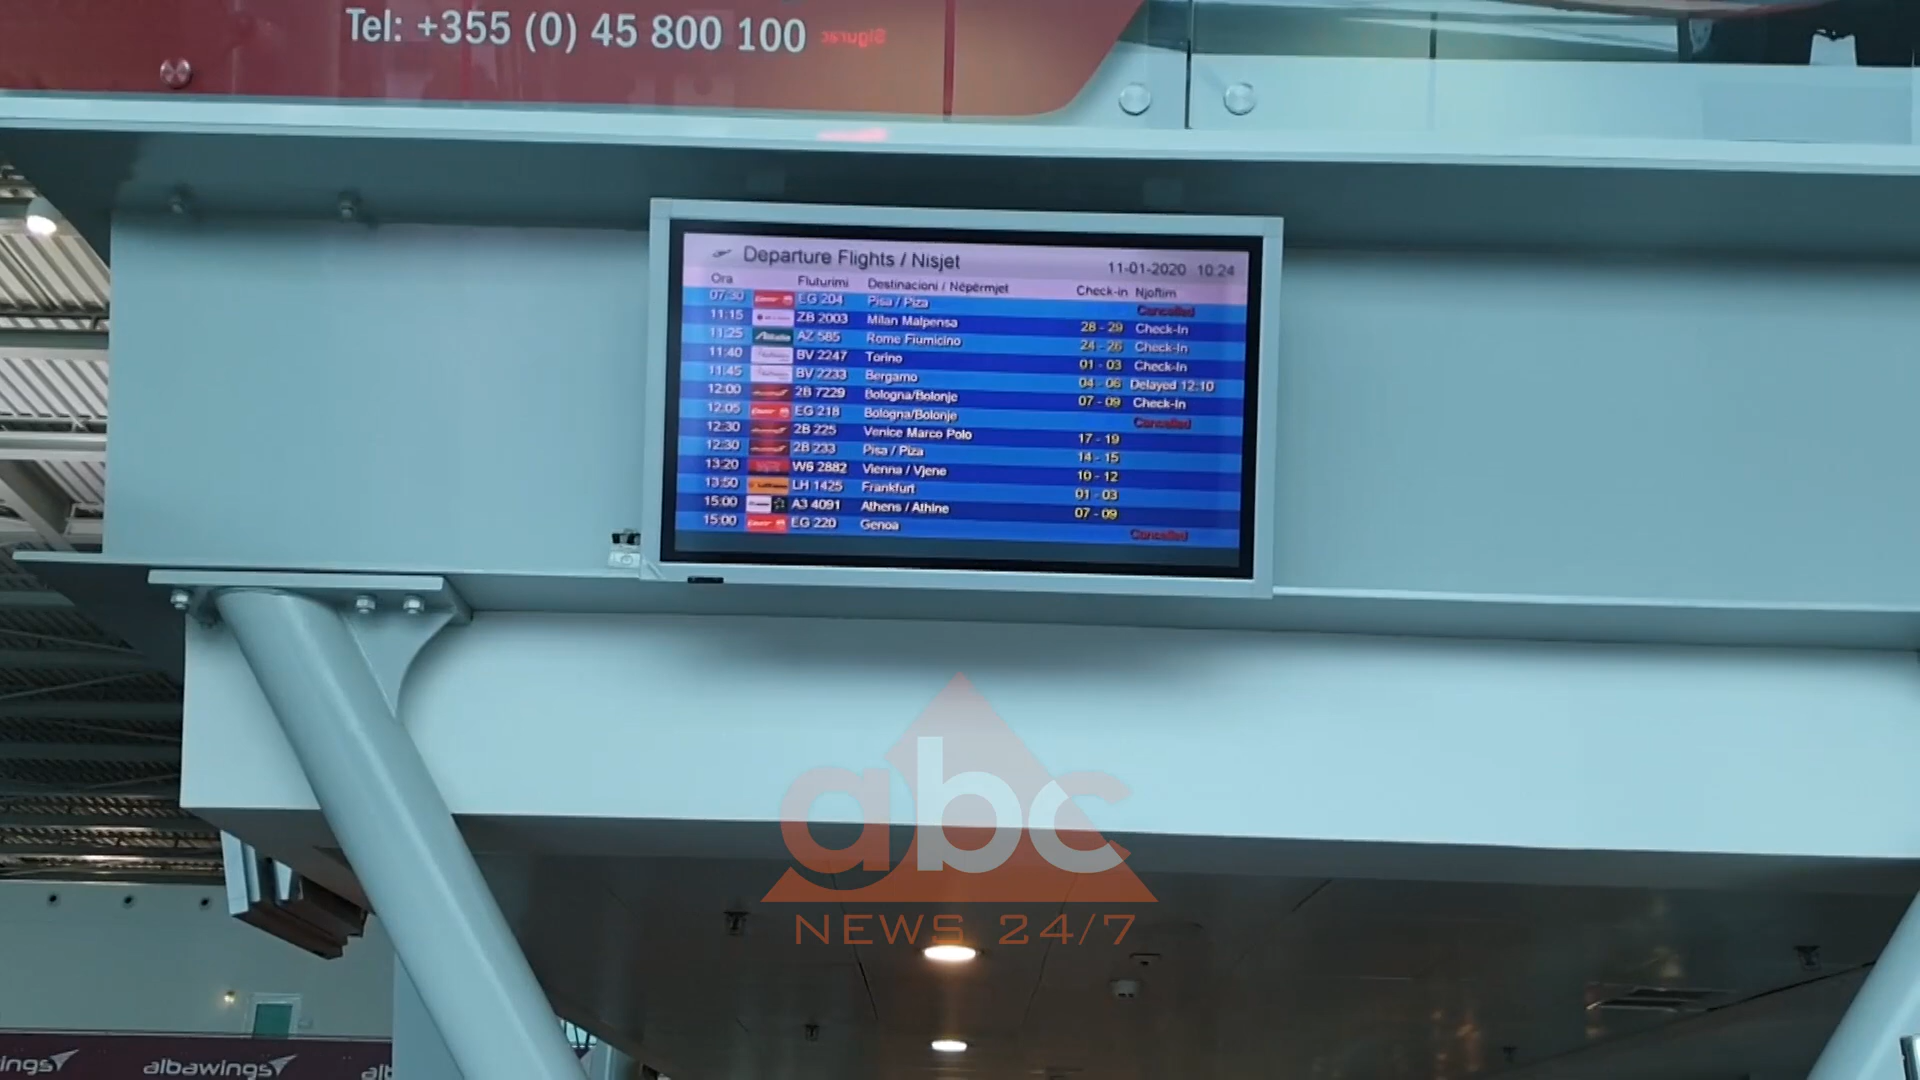 Tel: +355 (0) 45 800 100
Departure Flights / Nisjet 11-01-2020 10:24
Ora Fluturimi Destinacioni / Nëpërmjet Check-in Njoftim
07:30 EG 204 Pisa / Piza Cancelled
11:15 ZB 2003 Milan Malpensa 28 - 29 Check-In
11:25 Alitalia AZ 585 Rome Fiumicino 24 - 26 Check-In
11:40 BV 2247 Torino 01 - 03 Check-In
11:45 BV 2233 Bergamo 04 - 06 Delayed 12:10
12:00 2B 7229 Bologna/Bolonje 07 - 09 Check-In
12:05 EG 218 Bologna/Bolonje Cancelled
12:30 2B 225 Venice Marco Polo 17 - 19
12:30 2B 233 Pisa / Piza 14 - 15
13:20 W6 2882 Vienna / Vjene 10 - 12
13:50 LH 1425 Frankfurt 01 - 03
15:00 A3 4091 Athens / Athine 07 - 09
15:00 EG 220 Genoa Cancelled
abc
NEWS 24/7
ings albawings alb